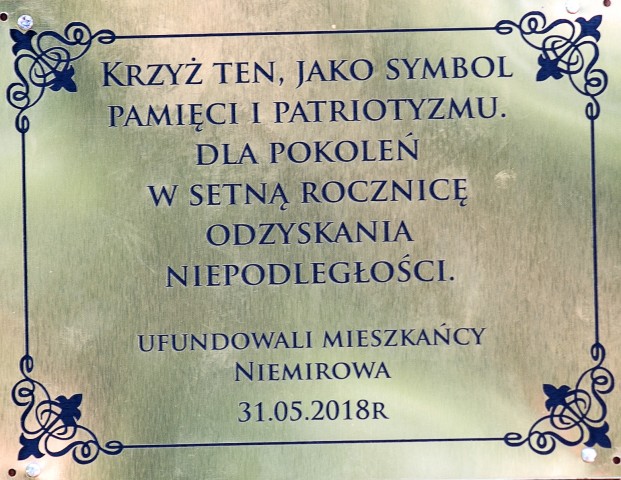 Krzyż ten, jako symbol
pamięci i patriotyzmu.
dla pokoleń
w setną rocznicę
odzyskania
niepodległości.
ufundowali mieszkańcy
Niemirowa
31.05.2018r